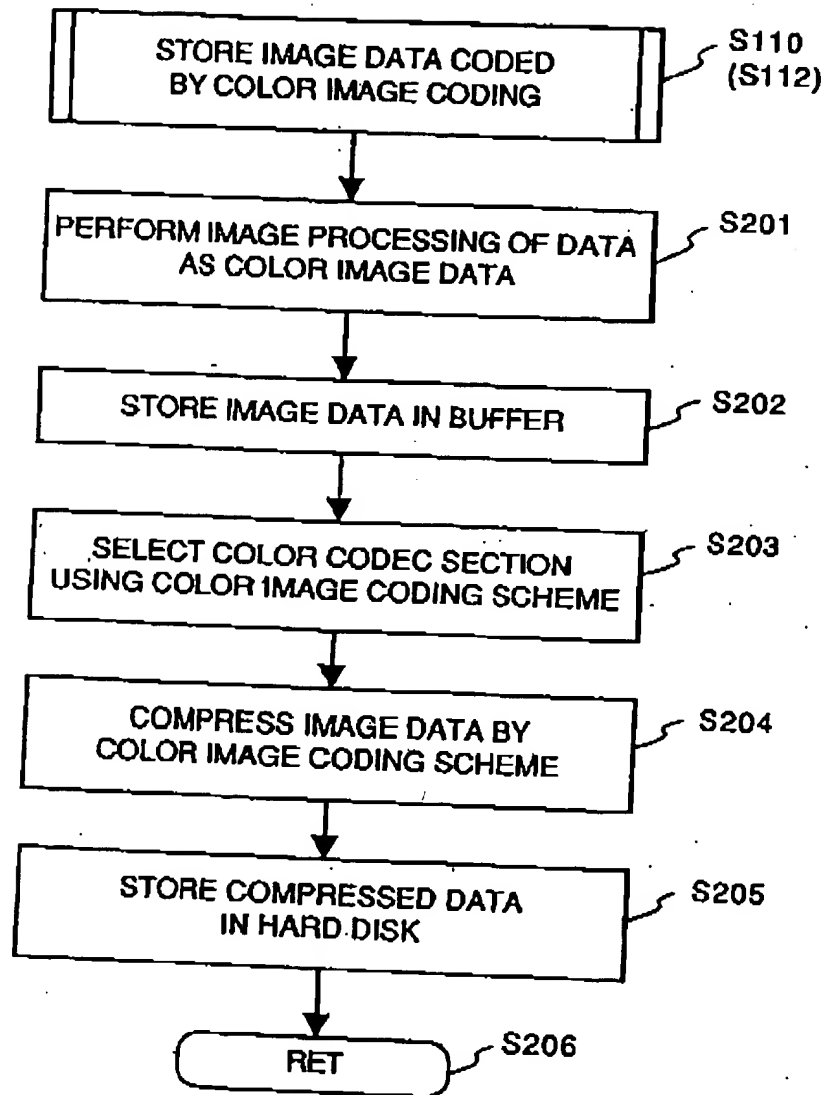 STORE IMAGE DATA CODED
BY COLOR IMAGE CODING
S110
(S112)
PERFORM IMAGE PROCESSING OF DATA
AS COLOR IMAGE DATA
S201
STORE IMAGE DATA IN BUFFER
S202
SELECT COLOR CODEC SECTION
USING COLOR IMAGE CODING SCHEME
S203
COMPRESS IMAGE DATA BY
COLOR IMAGE CODING SCHEME
S204
STORE COMPRESSED DATA
IN HARD DISK
S205
RET
S206